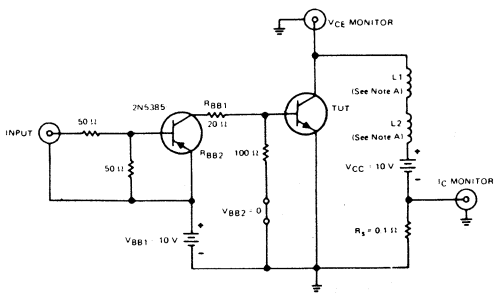 VCE MONITOR
L1
(See Note A)
2N5385
RBB1
20 Ω
TUT
50 Ω
INPUT
RBB2
100 Ω
L2
(See Note A)
50 Ω
VCC = 10 V
+
-
IC MONITOR
VBB2 = 0
+
VBB1 = 10 V
-
Rs = 0.1 Ω